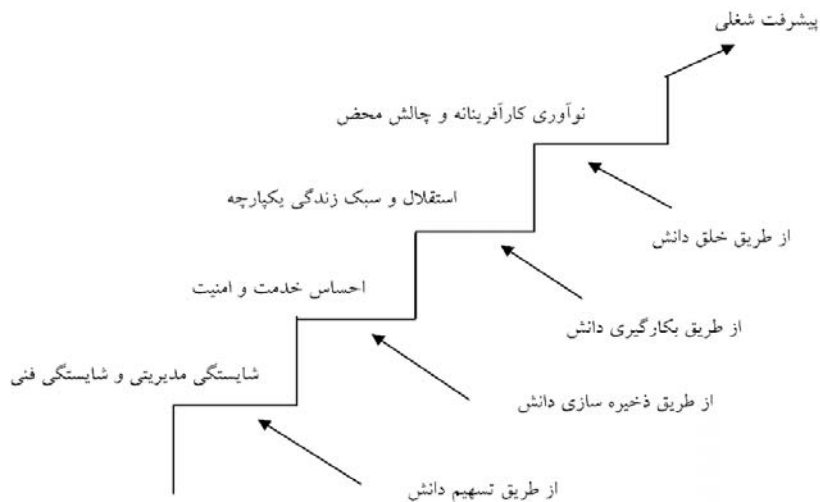 پیشرفت شغلی
نوآوری کارآفرینانه و چالش محض
استقلال و سبک زندگی یکپارچه
از طریق خلق دانش
احساس خدمت و امنیت
از طریق بکارگیری دانش
شایستگی مدیریتی و شایستگی فنی
از طریق ذخیره سازی دانش
از طریق تسهیم دانش